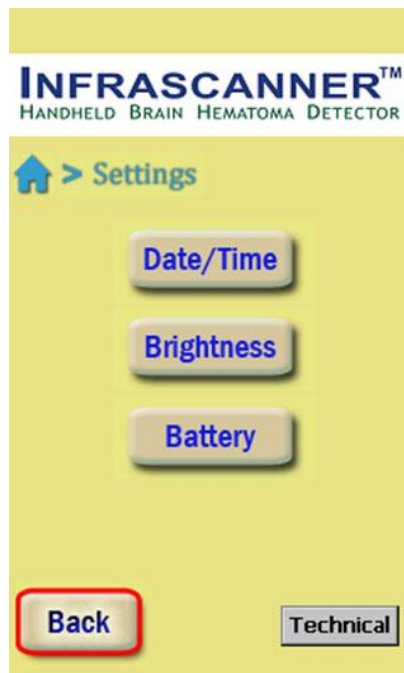 INFRASCANNER™
HANDHELD BRAIN HEMATOMA DETECTOR
> Settings
Date/Time
Brightness
Battery
Back
Technical